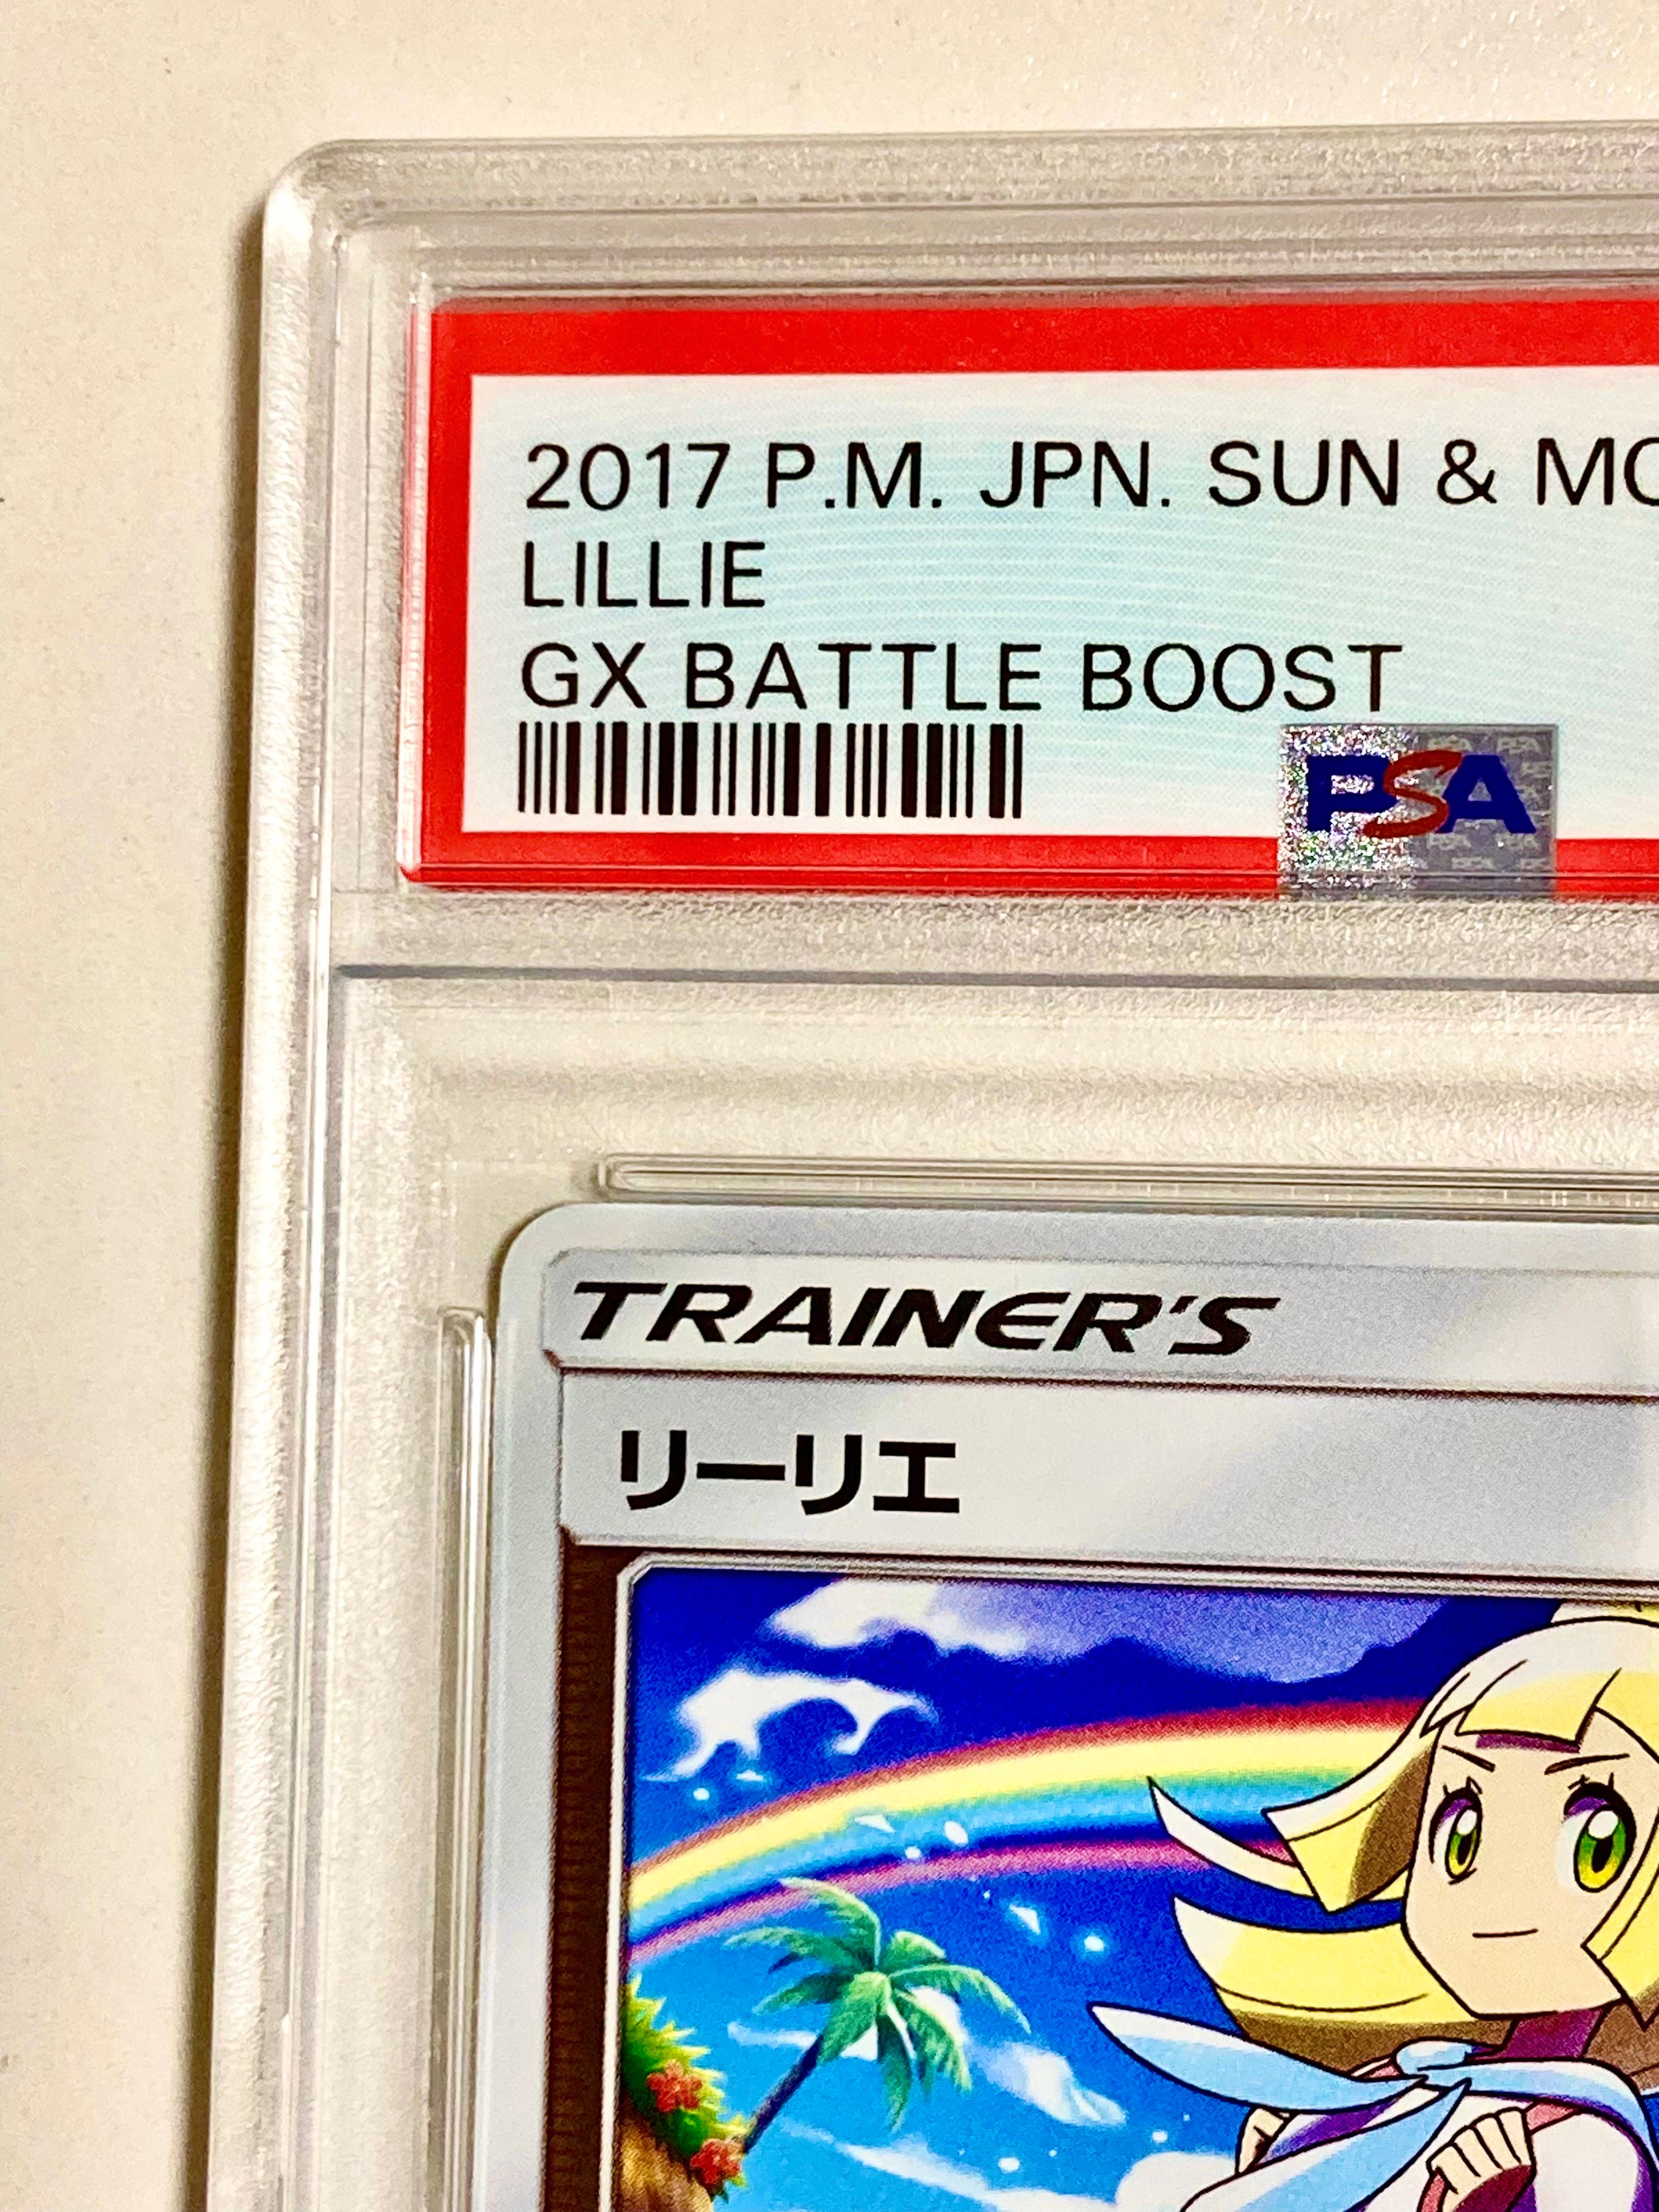 2017 P.M. JPN. SUN & MO
LILLIE
GX BATTLE BOOST
PSA
TRAINER'S
リーリエ